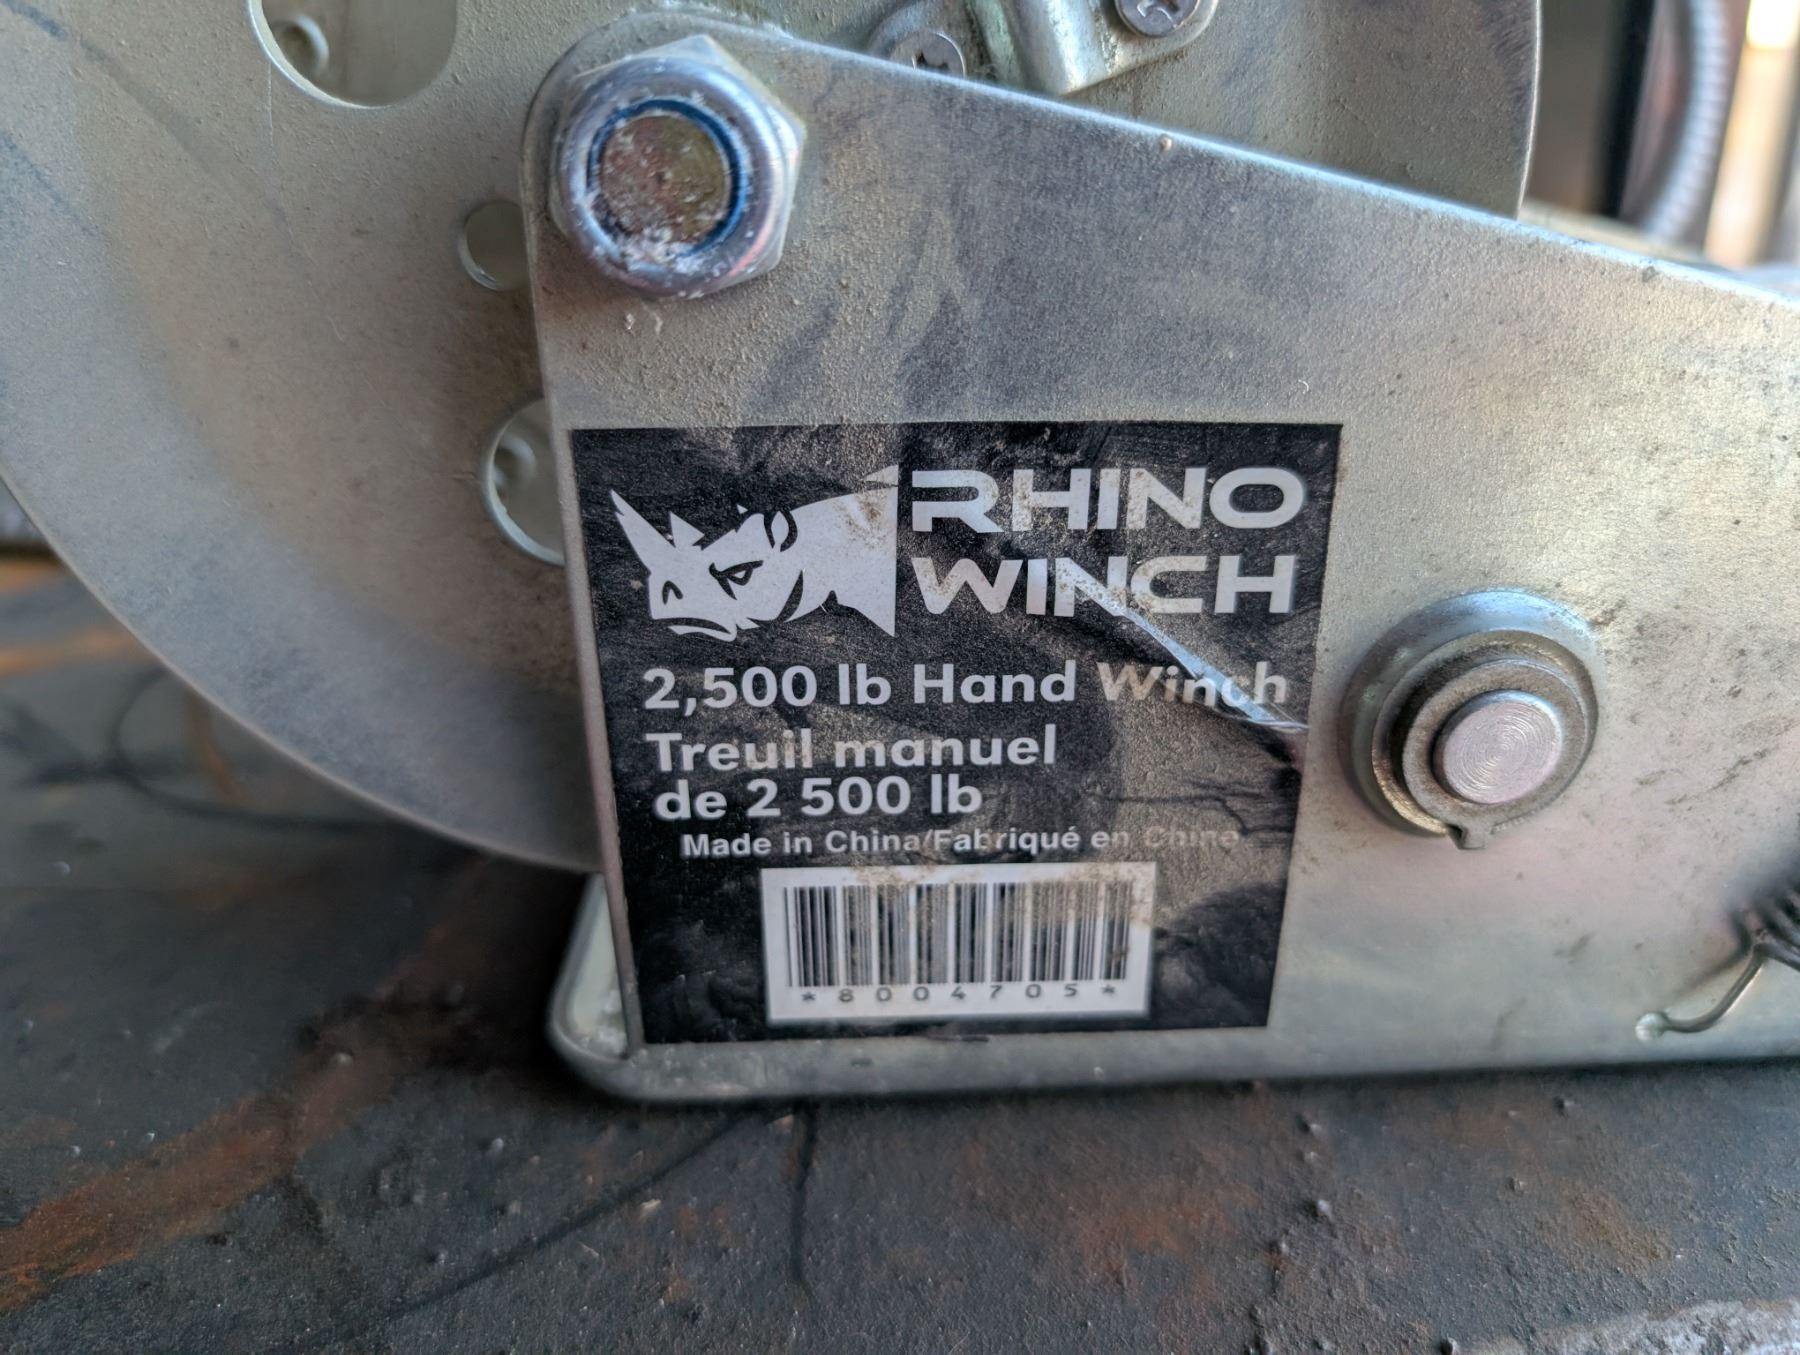 RHINO
WINCH
2,500 lb Hand Winch
Treuil manuel
de 2 500 lb
Made in China/Fabriqué en Chine
*8004705*